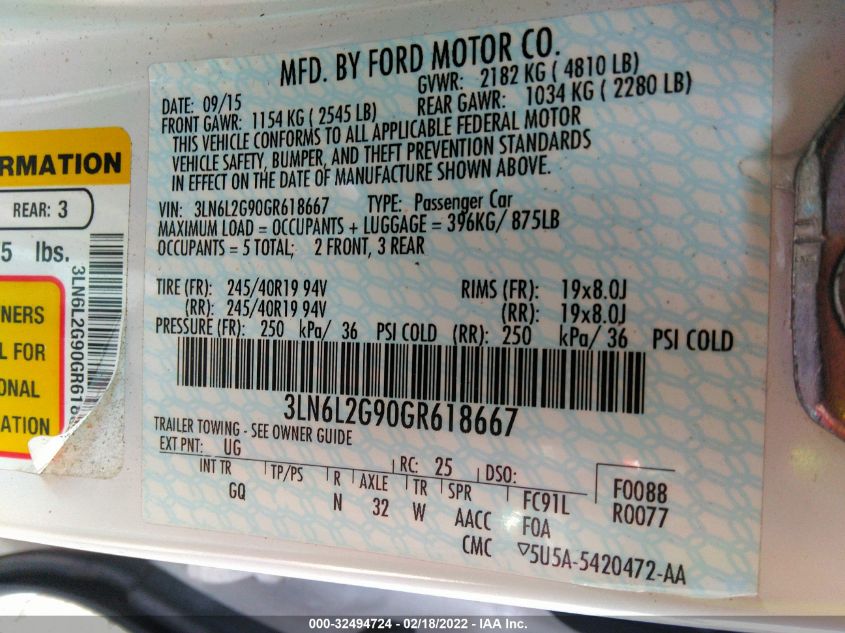 MFD. BY FORD MOTOR CO.
DATE: 09/15 GVWR: 2182 KG ( 4810 LB)
FRONT GAWR: 1154 KG ( 2545 LB) REAR GAWR: 1034 KG ( 2280 LB)
THIS VEHICLE CONFORMS TO ALL APPLICABLE FEDERAL MOTOR
VEHICLE SAFETY, BUMPER, AND THEFT PREVENTION STANDARDS
IN EFFECT ON THE DATE OF MANUFACTURE SHOWN ABOVE.
VIN: 3LN6L2G90GR618667 TYPE: Passenger Car
MAXIMUM LOAD = OCCUPANTS + LUGGAGE = 396KG/ 875LB
OCCUPANTS = 5 TOTAL; 2 FRONT, 3 REAR
TIRE (FR): 245/40R19 94V RIMS (FR): 19x8.0J
(RR): 245/40R19 94V (RR): 19x8.0J
PRESSURE (FR): 250 kPa/ 36 PSI COLD (RR): 250 kPa/ 36 PSI COLD
3LN6L2G90GR618667
TRAILER TOWING - SEE OWNER GUIDE
EXT PNT: UG RC: 25 DSO:
INT TR TP/PS R AXLE TR SPR FC91L F0088
GQ N 32 W AACC F0A R0077
CMC ▽5U5A-5420472-AA
RMATION
REAR: 3
5 lbs.
3LN6L2G90GR618
NERS
L FOR
ONAL
ATION
000-32494724 - 02/18/2022 - IAA Inc.